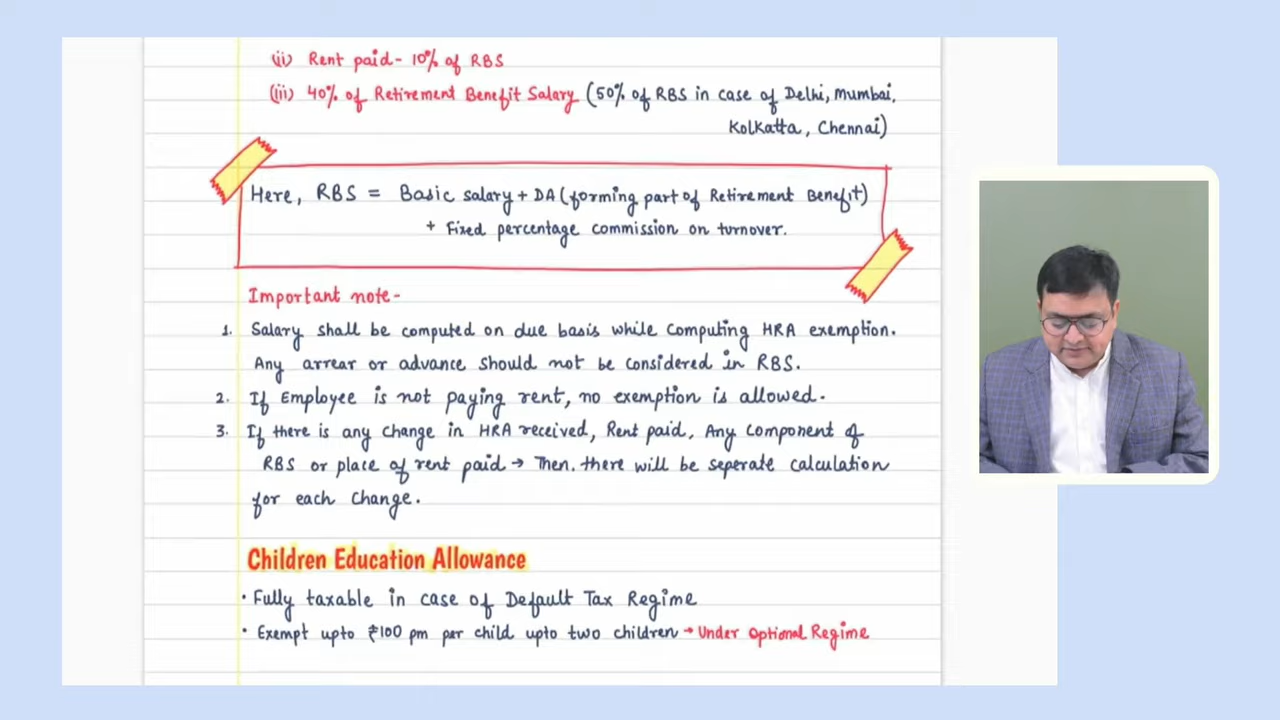 (ii) Rent paid - 10% of RBS
(iii) 40% of Retirement Benefit Salary (50% of RBS in case of Delhi, Mumbai,
Kolkatta, Chennai)
Here, RBS = Basic salary + DA (forming part of Retirement Benefit)
+ Fixed percentage commission on turnover.
Important note -
1. Salary shall be computed on due basis while computing HRA exemption.
Any arrear or advance should not be considered in RBS.
2. If Employee is not paying rent, no exemption is allowed.
3. If there is any change in HRA received, Rent paid, Any component of
RBS or place of rent paid → Then, there will be seperate calculation
for each change.
Children Education Allowance
• Fully taxable in case of Default Tax Regime
• Exempt upto ₹100 pm per child upto two children → Under Optional Regime